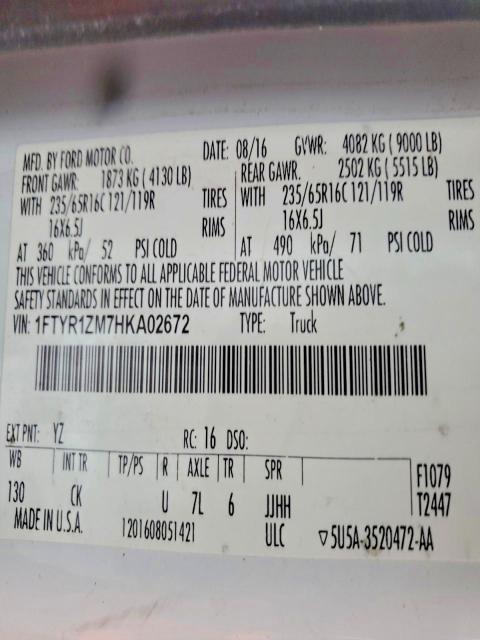 MFD. BY FORD MOTOR CO. DATE: 08/16 GVWR: 4082 KG ( 9000 LB)
FRONT GAWR: 1873 KG ( 4130 LB) REAR GAWR. 2502 KG ( 5515 LB)
WITH 235/65R16C 121/119R TIRES WITH 235/65R16C 121/119R TIRES
16X6.5J RIMS 16X6.5J RIMS
AT 360 kPa/ 52 PSI COLD AT 490 kPa/ 71 PSI COLD
THIS VEHICLE CONFORMS TO ALL APPLICABLE FEDERAL MOTOR VEHICLE
SAFETY STANDARDS IN EFFECT ON THE DATE OF MANUFACTURE SHOWN ABOVE.
VIN: 1FTYR1ZM7HKA02672 TYPE: Truck
EXT PNT: YZ RC: 16 DSO:
WB INT TR TP/PS R AXLE TR SPR F1079
130 CK U 7L 6 JJHH T2447
MADE IN U.S.A. 1201608051421 ULC ▽5U5A-3520472-AA